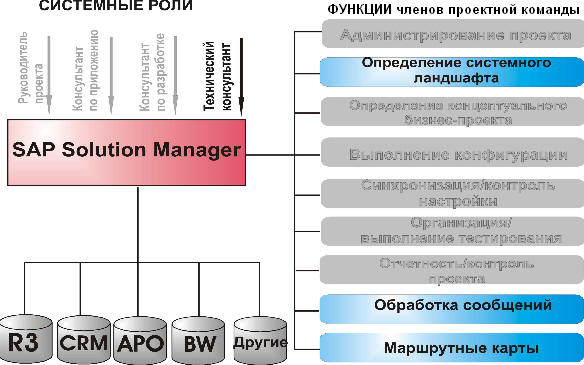 СИСТЕМНЫЕ РОЛИ
ФУНКЦИИ членов проектной команды
Руководитель
проекта
Консультант
по приложению
Консультант
по разработке
Технический
консультант
SAP Solution Manager
R3
CRM
APO
BW
Другие
Администрирование проекта
Определение системного
ландшафта
Определение концептуального
бизнес-проекта
Выполнение конфигурации
Синхронизация/контроль
настройки
Организация/
выполнение тестирования
Отчетность/контроль
проекта
Обработка сообщений
Маршрутные карты